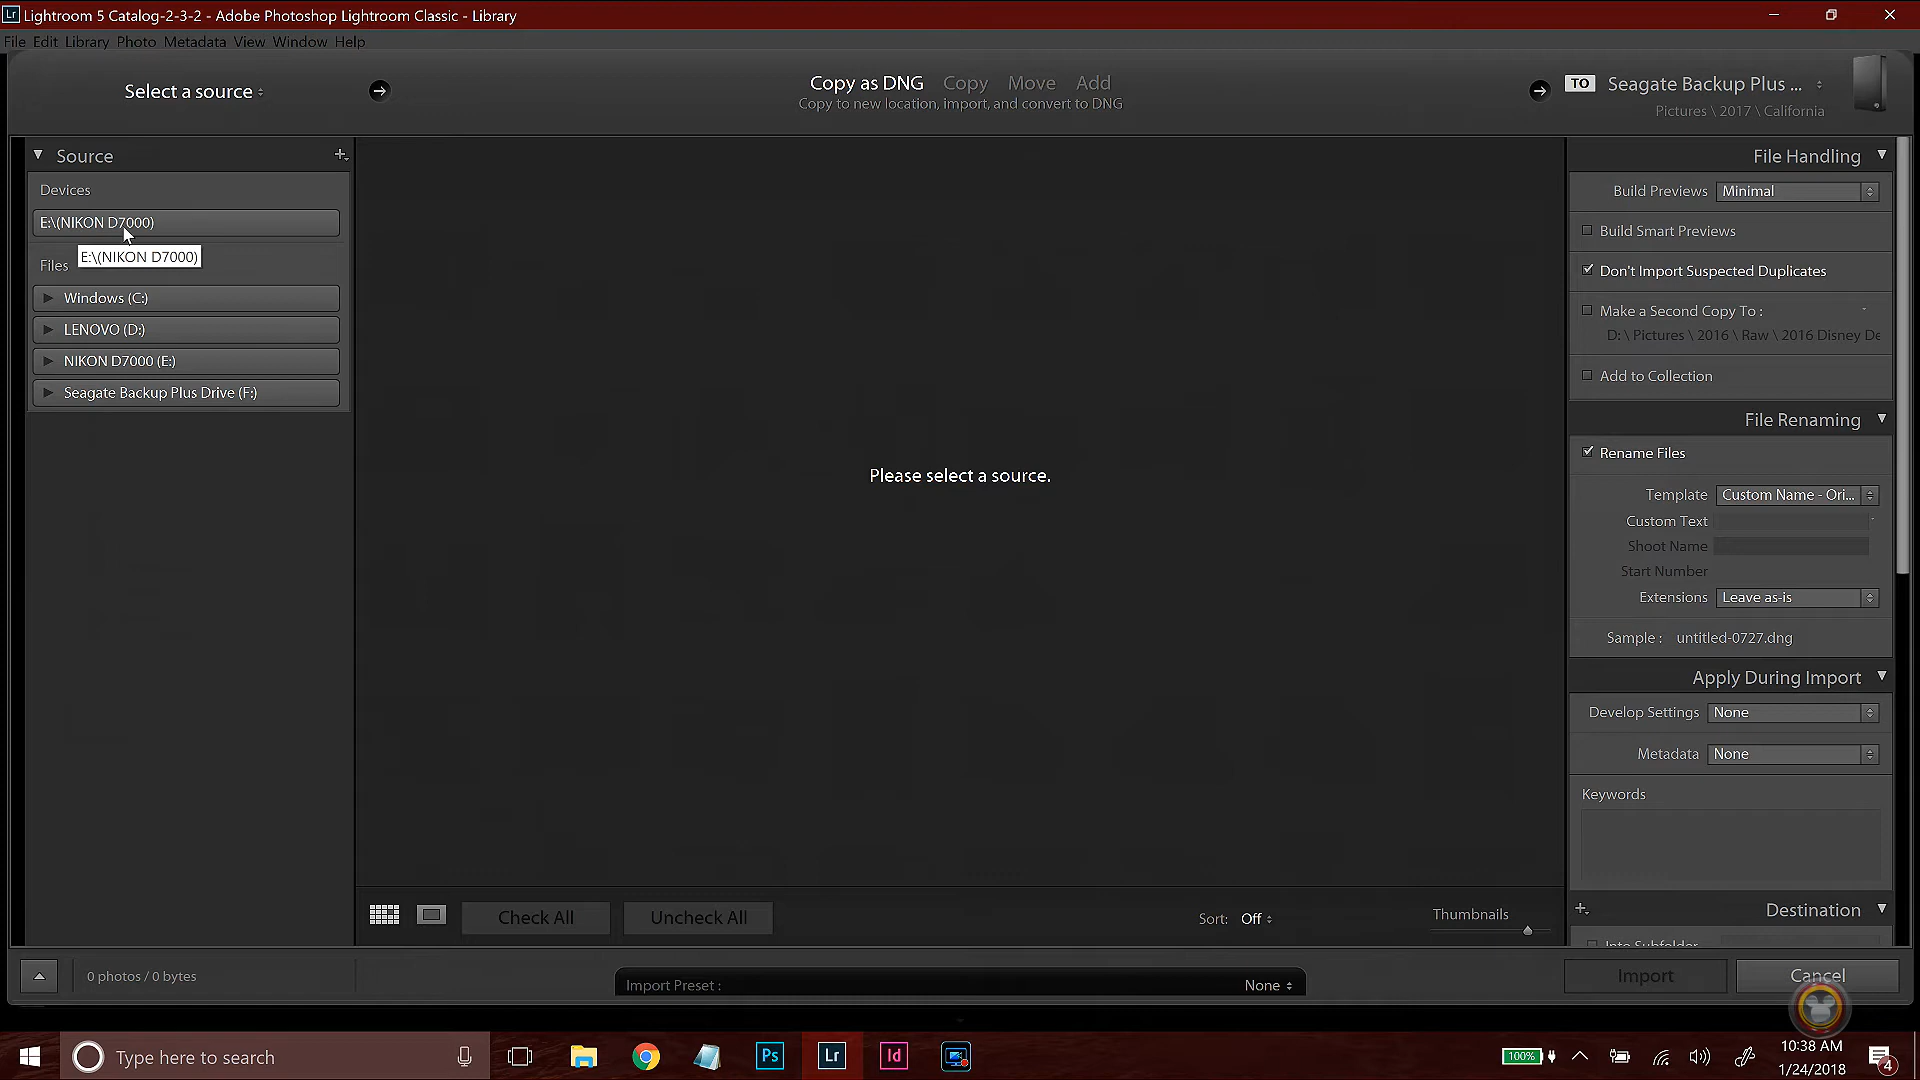 Lightroom 5 Catalog-2-3-2 - Adobe Photoshop Lightroom Classic - Library
File Edit Library Photo Metadata View Window Help
Select a source
Copy as DNG Copy Move Add
Copy to new location, import, and convert to DNG
TO Seagate Backup Plus ...
Pictures \ 2017 \ California
Source
Devices
E:\(NIKON D7000)
E:\(NIKON D7000)
Files
Windows (C:)
LENOVO (D:)
NIKON D7000 (E:)
Seagate Backup Plus Drive (F:)
Please select a source.
File Handling
Build Previews Minimal
Build Smart Previews
Don't Import Suspected Duplicates
Make a Second Copy To :
D: \ Pictures \ 2016 \ Raw \ 2016 Disney De
Add to Collection
File Renaming
Rename Files
Template Custom Name - Ori...
Custom Text
Shoot Name
Start Number
Extensions Leave as-is
Sample : untitled-0727.dng
Apply During Import
Develop Settings None
Metadata None
Keywords
Destination
Into Subfolder
Check All Uncheck All
Sort: Off
Thumbnails
0 photos / 0 bytes
Import Preset : None
Import Cancel
Type here to search
Ps Lr Id
100%
10:38 AM
1/24/2018
4